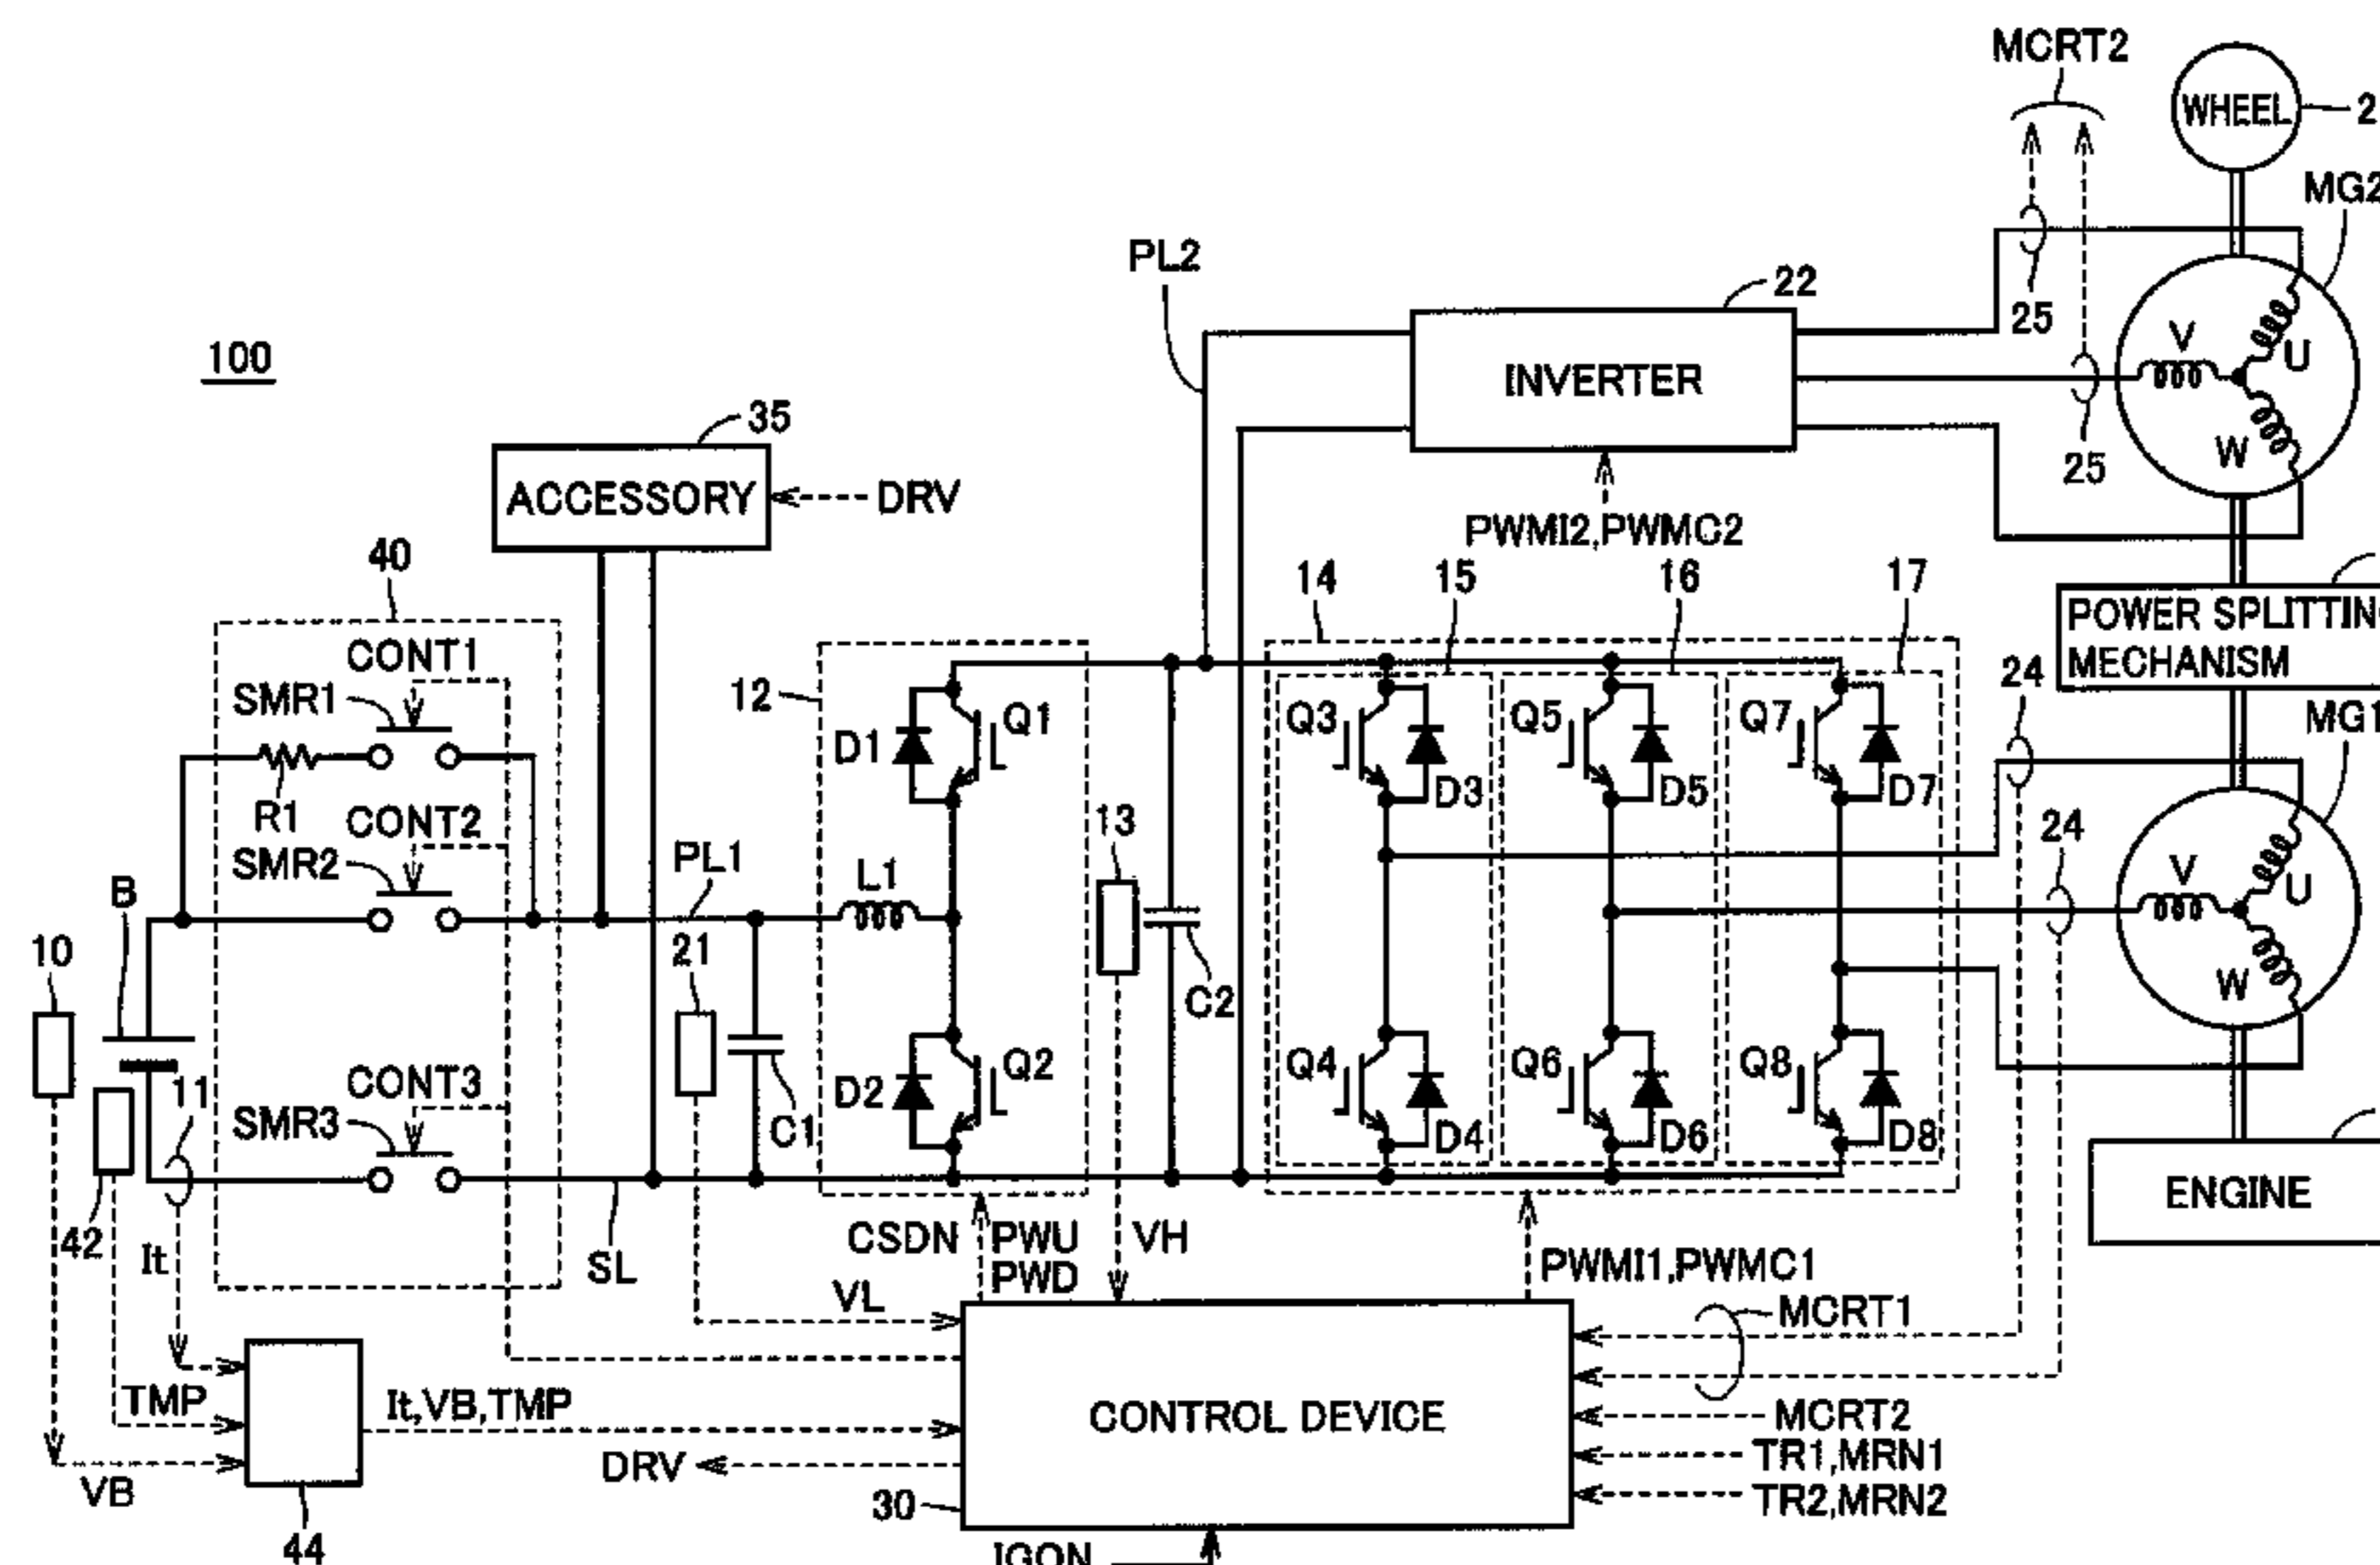 MCRT2
WHEEL
2
MG2
PL2
22
25
INVERTER
V
U
W
25
100
35
ACCESSORY
DRV
PWMI2,PWMC2
40
14
15
16
17
POWER SPLITTING
MECHANISM
CONT1
SMR1
12
Q1
D1
Q3
D3
Q5
D5
Q7
D7
24
MG1
R1
CONT2
SMR2
PL1
13
24
B
L1
V
U
W
10
21
C2
11
CONT3
SMR3
C1
D2
Q2
Q4
D4
Q6
D6
Q8
D8
ENGINE
42
It
SL
CSDN
PWU
PWD
VH
PWMI1,PWMC1
VL
MCRT1
TMP
It,VB,TMP
CONTROL DEVICE
MCRT2
DRV
TR1,MRN1
VB
30
TR2,MRN2
44
IGON